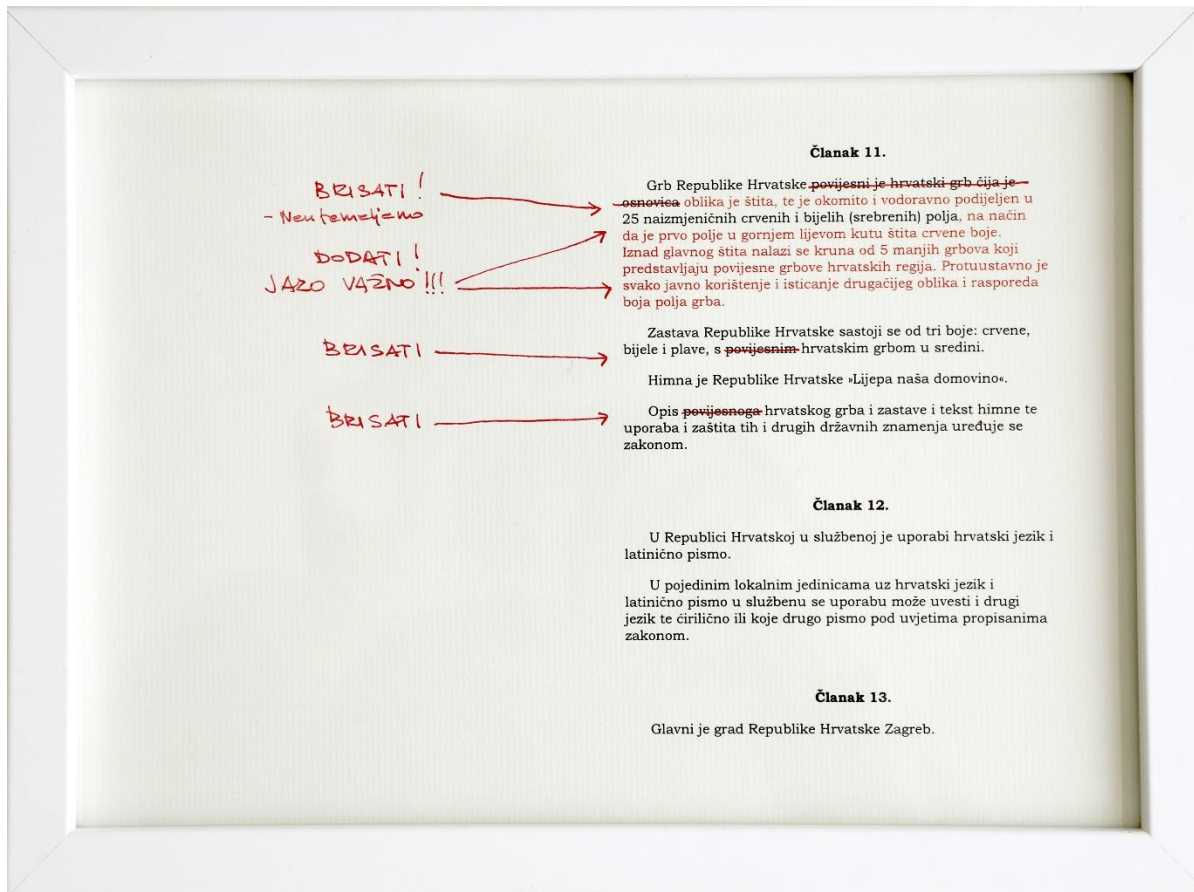 BRISATI!
- Neutemeljeno
DODATI!
JAKO VAŽNO!!!
BRISATI
BRISATI
Članak 11.
Grb Republike Hrvatske povijesni je hrvatski grb čija je
osnovica oblika je štita, te je okomito i vodoravno podijeljen u
25 naizmjeničnih crvenih i bijelih (srebrenih) polja, na način
da je prvo polje u gornjem lijevom kutu štita crvene boje.
Iznad glavnog štita nalazi se kruna od 5 manjih grbova koji
predstavljaju povijesne grbove hrvatskih regija. Protuustavno je
svako javno korištenje i isticanje drugačijeg oblika i rasporeda
boja polja grba.
Zastava Republike Hrvatske sastoji se od tri boje: crvene,
bijele i plave, s povijesnim hrvatskim grbom u sredini.
Himna je Republike Hrvatske »Lijepa naša domovino«.
Opis povijesnoga hrvatskog grba i zastave i tekst himne te
uporaba i zaštita tih i drugih državnih znamenja uređuje se
zakonom.
Članak 12.
U Republici Hrvatskoj u službenoj je uporabi hrvatski jezik i
latinično pismo.
U pojedinim lokalnim jedinicama uz hrvatski jezik i
latinično pismo u službenu se uporabu može uvesti i drugi
jezik te ćirilično ili koje drugo pismo pod uvjetima propisanima
zakonom.
Članak 13.
Glavni je grad Republike Hrvatske Zagreb.